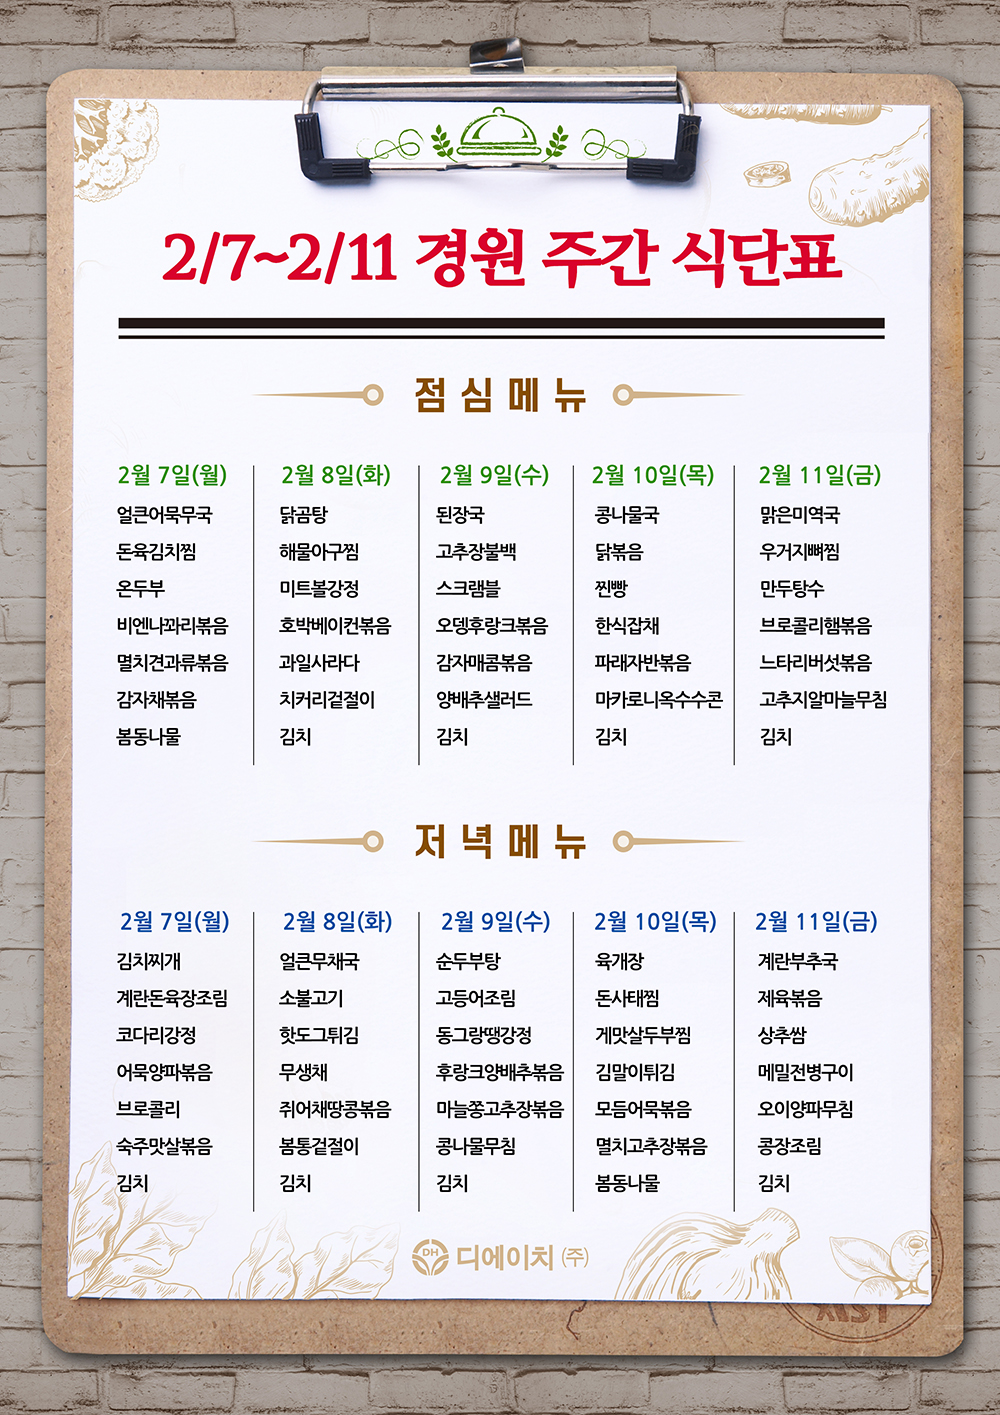 2/7~2/11 경원 주간 식단표
점심메뉴
2월 7일(월)
얼큰어묵무국
돈육김치찜
온두부
비엔나꽈리볶음
멸치견과류볶음
감자채볶음
봄동나물
2월 8일(화)
닭곰탕
해물아구찜
미트볼강정
호박베이컨볶음
과일사라다
치커리겉절이
김치
2월 9일(수)
된장국
고추장불백
스크램블
오뎅후랑크볶음
감자매콤볶음
양배추샐러드
김치
2월 10일(목)
콩나물국
닭볶음
찐빵
한식잡채
파래자반볶음
마카로니옥수수콘
김치
2월 11일(금)
맑은미역국
우거지뼈찜
만두탕수
브로콜리햄볶음
느타리버섯볶음
고추지알마늘무침
김치
저녁메뉴
2월 7일(월)
김치찌개
계란돈육장조림
코다리강정
어묵양파볶음
브로콜리
숙주맛살볶음
김치
2월 8일(화)
얼큰무채국
소불고기
핫도그튀김
무생채
쥐어채땅콩볶음
봄통겉절이
김치
2월 9일(수)
순두부탕
고등어조림
동그랑땡강정
후랑크양배추볶음
마늘쫑고추장볶음
콩나물무침
김치
2월 10일(목)
육개장
돈사태찜
게맛살두부찜
김말이튀김
모듬어묵볶음
멸치고추장볶음
봄동나물
2월 11일(금)
계란부추국
제육볶음
상추쌈
메밀전병구이
오이양파무침
콩장조림
김치
DH 디에이치(주)